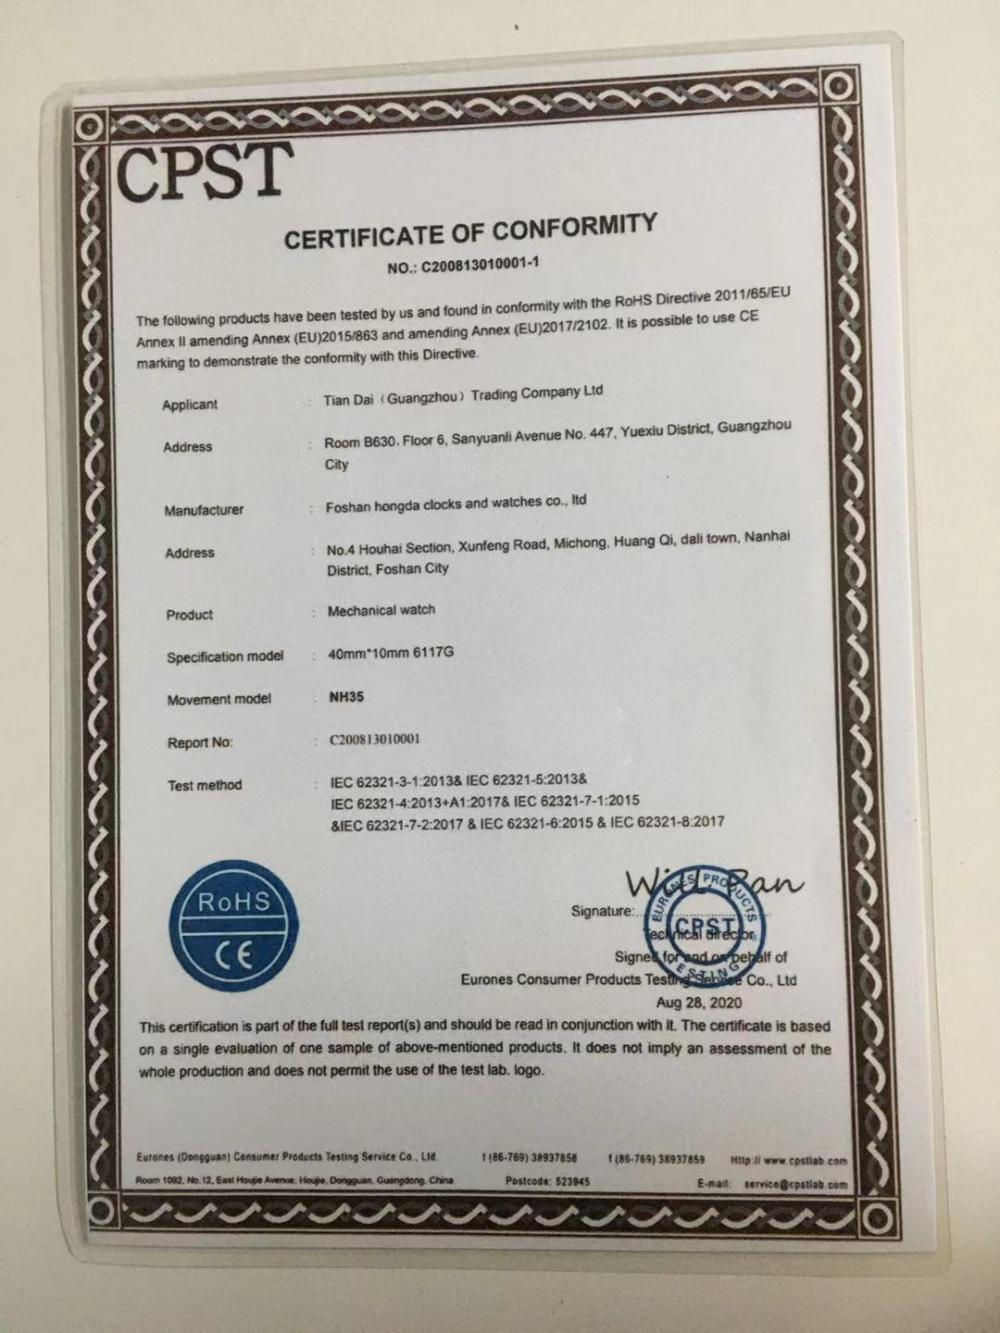 CPST
CERTIFICATE OF CONFORMITY
NO.: C200813010001-1
The following products have been tested by us and found in conformity with the RoHS Directive 2011/65/EU
Annex II amending Annex (EU)2015/863 and amending Annex (EU)2017/2102. It is possible to use CE
marking to demonstrate the conformity with this Directive.
Applicant : Tian Dai（Guangzhou）Trading Company Ltd
Address : Room B630, Floor 6, Sanyuanli Avenue No. 447, Yuexiu District, Guangzhou
City
Manufacturer : Foshan hongda clocks and watches co., ltd
Address : No.4 Houhai Section, Xunfeng Road, Michong, Huang Qi, dali town, Nanhai
District, Foshan City
Product : Mechanical watch
Specification model : 40mm*10mm 6117G
Movement model : NH35
Report No: : C200813010001
Test method : IEC 62321-3-1:2013& IEC 62321-5:2013&
IEC 62321-4:2013+A1:2017& IEC 62321-7-1:2015
&IEC 62321-7-2:2017 & IEC 62321-6:2015 & IEC 62321-8:2017
RoHS
CE
Will Pan
EURONES PRODUCTS
CPST
TESTING
Signature:
Technical director
Signed for and on behalf of
Eurones Consumer Products Testing Co., Ltd
Aug 28, 2020
This certification is part of the full test report(s) and should be read in conjunction with it. The certificate is based
on a single evaluation of one sample of above-mentioned products. It does not imply an assessment of the
whole production and does not permit the use of the test lab. logo.
Eurones (Dongguan) Consumer Products Testing Service Co., Ltd. t (86-769) 38937858 f (86-769) 38937859 Http:// www.cpstlab.com
Room 1092, No.12, East Houjie Avenue, Houjie, Dongguan, Guangdong, China Postcode: 523945 E-mail: service@cpstlab.com